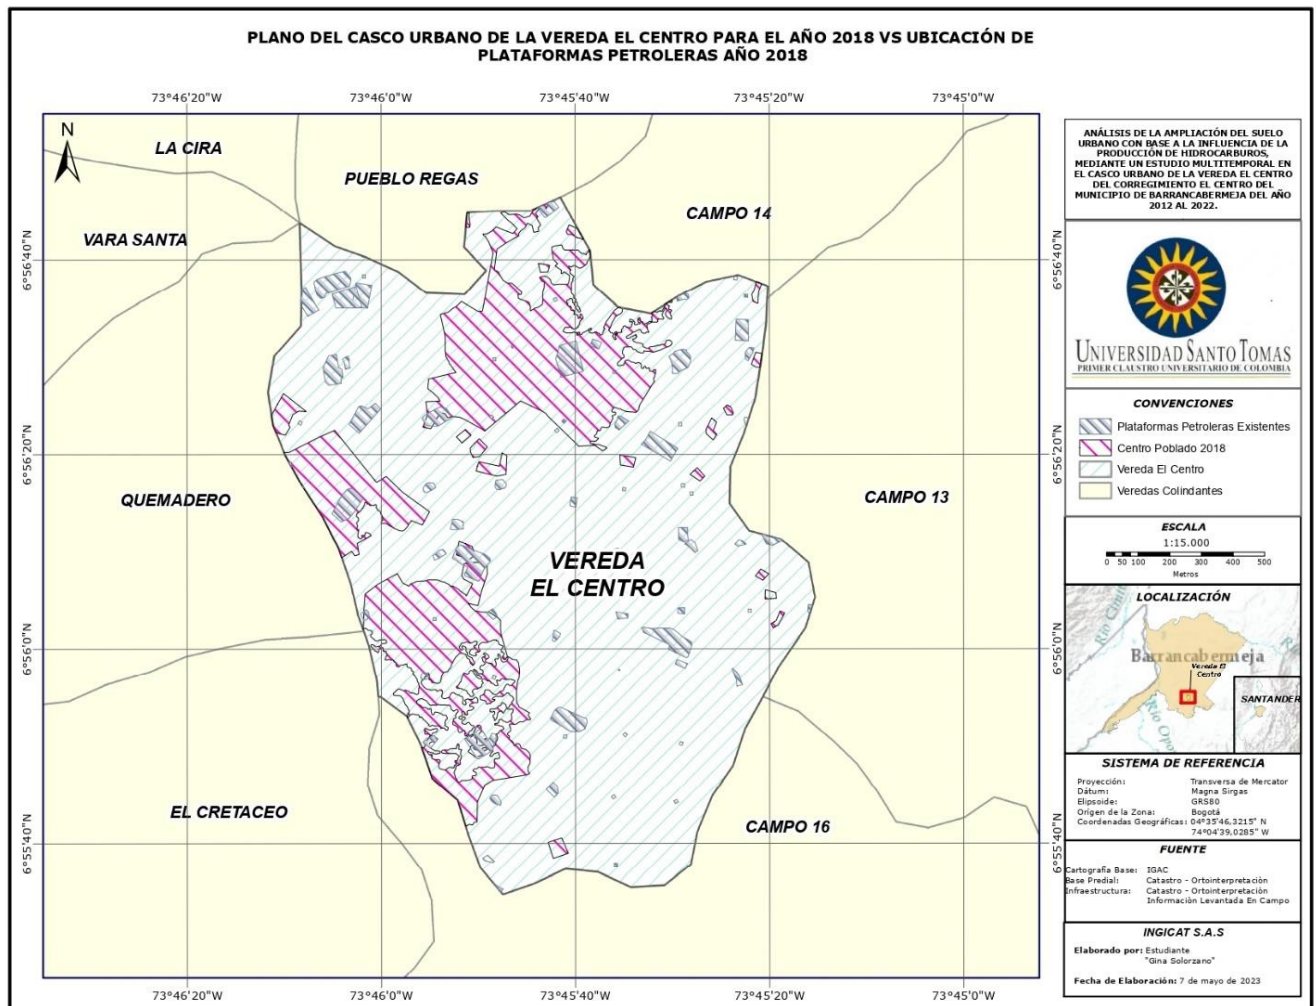 PLANO DEL CASCO URBANO DE LA VEREDA EL CENTRO PARA EL AÑO 2018 VS UBICACIÓN DE
PLATAFORMAS PETROLERAS AÑO 2018
73°46'20"W
73°46'0"W
73°45'40"W
73°45'20"W
73°45'0"W
N
LA CIRA
PUEBLO REGAS
CAMPO 14
VARA SANTA
6°56'40"N
6°56'40"N
6°56'20"N
6°56'20"N
QUEMADERO
CAMPO 13
VEREDA
EL CENTRO
6°56'0"N
6°56'0"N
EL CRETACEO
CAMPO 16
6°55'40"N
6°55'40"N
73°46'20"W
73°46'0"W
73°45'40"W
73°45'20"W
73°45'0"W
ANÁLISIS DE LA AMPLIACIÓN DEL SUELO
URBANO CON BASE A LA INFLUENCIA DE LA
PRODUCCIÓN DE HIDROCARBUROS,
MEDIANTE UN ESTUDIO MULTITEMPORAL EN
EL CASCO URBANO DE LA VEREDA EL CENTRO
DEL CORREGIMIENTO EL CENTRO DEL
MUNICIPIO DE BARRANCABERMEJA DEL AÑO
2012 AL 2022.
UNIVERSIDAD SANTO TOMAS
PRIMER CLAUSTRO UNIVERSITARIO DE COLOMBIA
CONVENCIONES
Plataformas Petroleras Existentes
Centro Poblado 2018
Vereda El Centro
Veredas Colindantes
ESCALA
1:15.000
0 50 100 200 300 400 500
Metros
LOCALIZACIÓN
Barrancabermeja
Vereda El
Centro
SANTANDER
Río Opo
SISTEMA DE REFERENCIA
Proyección: Transversa de Mercator
Dátum: Magna Sirgas
Elipsoide: GRS80
Origen de la Zona: Bogotá
Coordenadas Geográficas: 04°35'46,3215" N
74°04'39,0285" W
FUENTE
Cartografía Base: IGAC
Base Predial: Catastro - Ortointerpretación
Infraestructura: Catastro - Ortointerpretación
Información Levantada En Campo
INGICAT S.A.S
Elaborado por: Estudiante
"Gina Solorzano"
Fecha de Elaboración: 7 de mayo de 2023